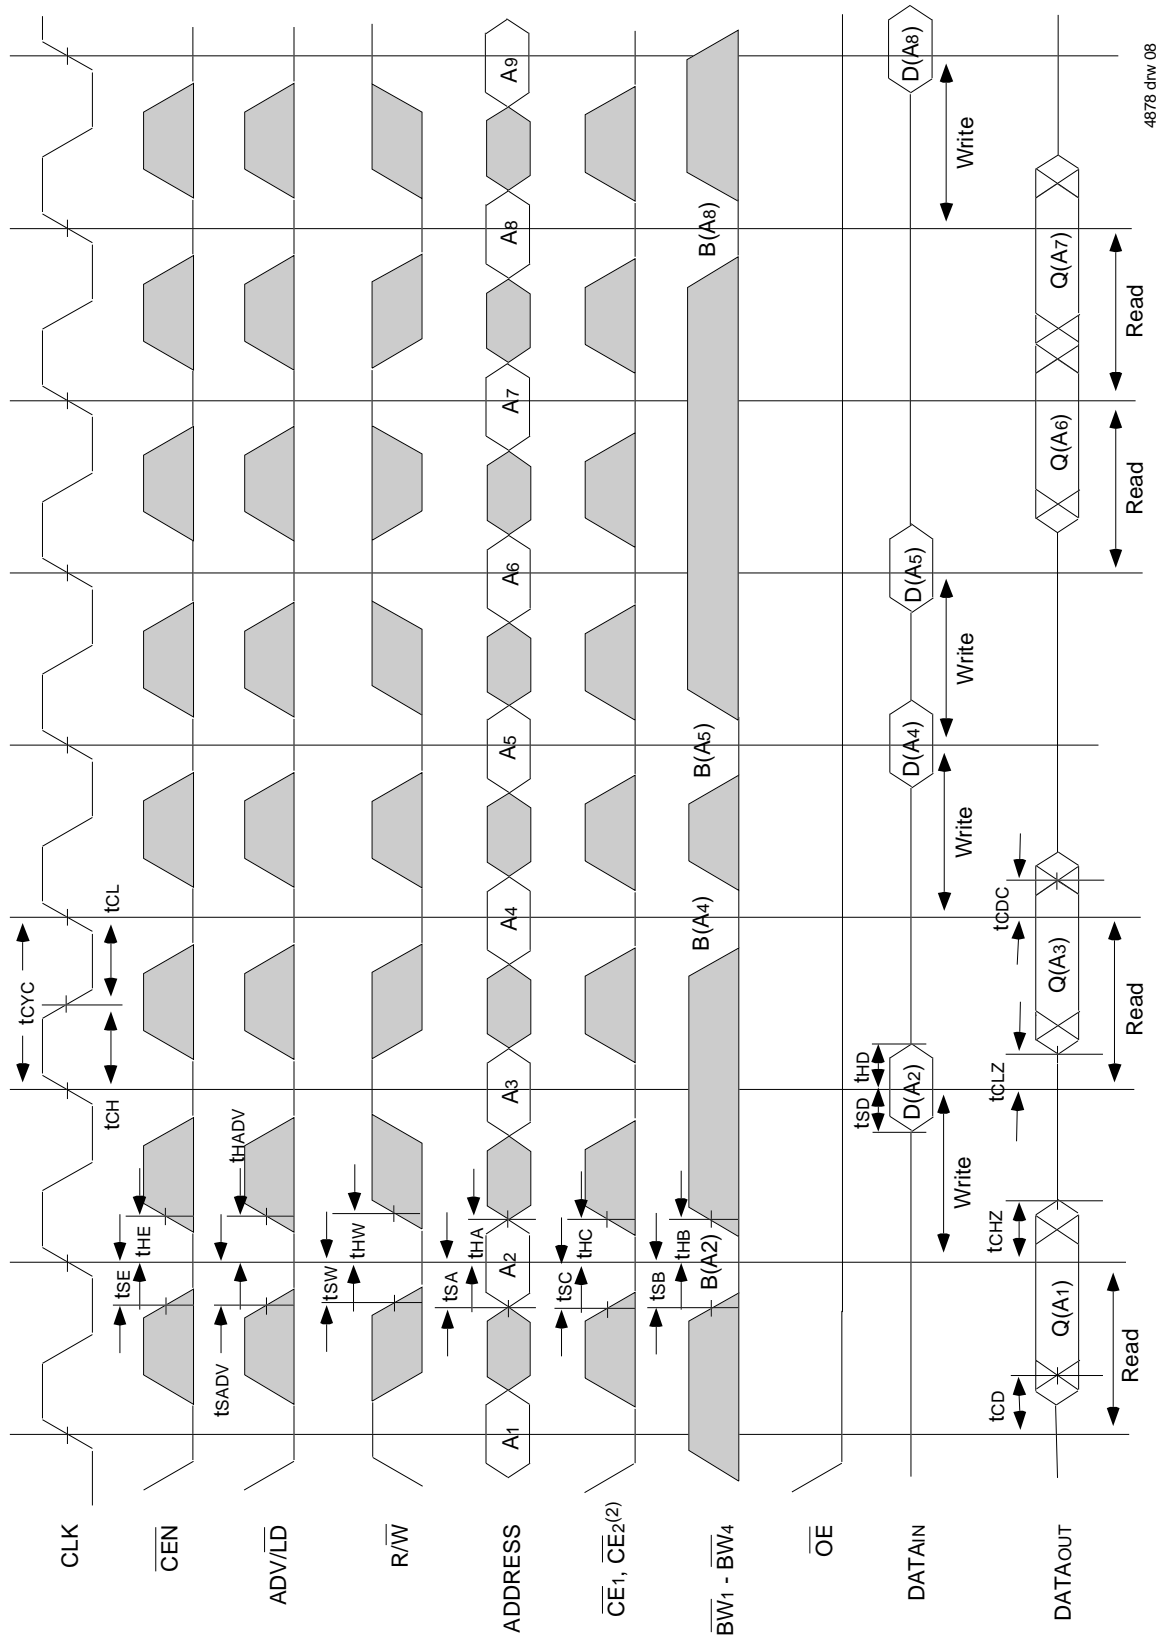 CLK
CEN
ADV/LD
R/W
ADDRESS
CE1, CE2(2)
BW1 - BW4
OE
DATAIN
DATAOUT
tCYC
tCH
tCL
tSE
tHE
tSADV
tHADV
tSW
tHW
tSA
tHA
A1
A2
A3
A4
A5
A6
A7
A8
A9
tSC
tHC
tSB
tHB
B(A2)
B(A4)
B(A5)
B(A8)
tSD
tHD
D(A2)
D(A4)
D(A5)
D(A8)
Write
Write
Write
Write
tCD
tCHZ
tCLZ
tCDC
Q(A1)
Q(A3)
Q(A6)
Q(A7)
Read
Read
Read
Read
4878 drw 08